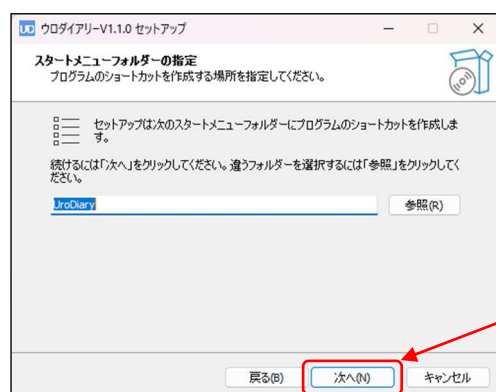 UD ウロダイアリーV1.1.0 セットアップ
スタートメニューフォルダーの指定
プログラムのショートカットを作成する場所を指定してください。
セットアップは次のスタートメニューフォルダーにプログラムのショートカットを作成しま
す。
続けるには「次へ」をクリックしてください。違うフォルダーを選択するには「参照」をクリックしてく
ださい。
UroDiary
参照(R)
戻る(B) 次へ(N) キャンセル